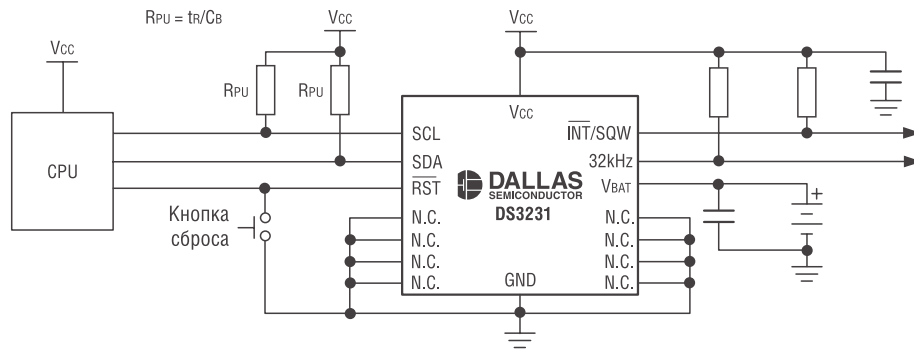 RPU = tR/CB
VCC
VCC
VCC
RPU
RPU
CPU
VCC
SCL
SDA
RST
N.C.
N.C.
N.C.
N.C.
GND
INT/SQW
32kHz
VBAT
N.C.
N.C.
N.C.
N.C.
DALLAS
SEMICONDUCTOR
DS3231
Кнопка
сброса
+